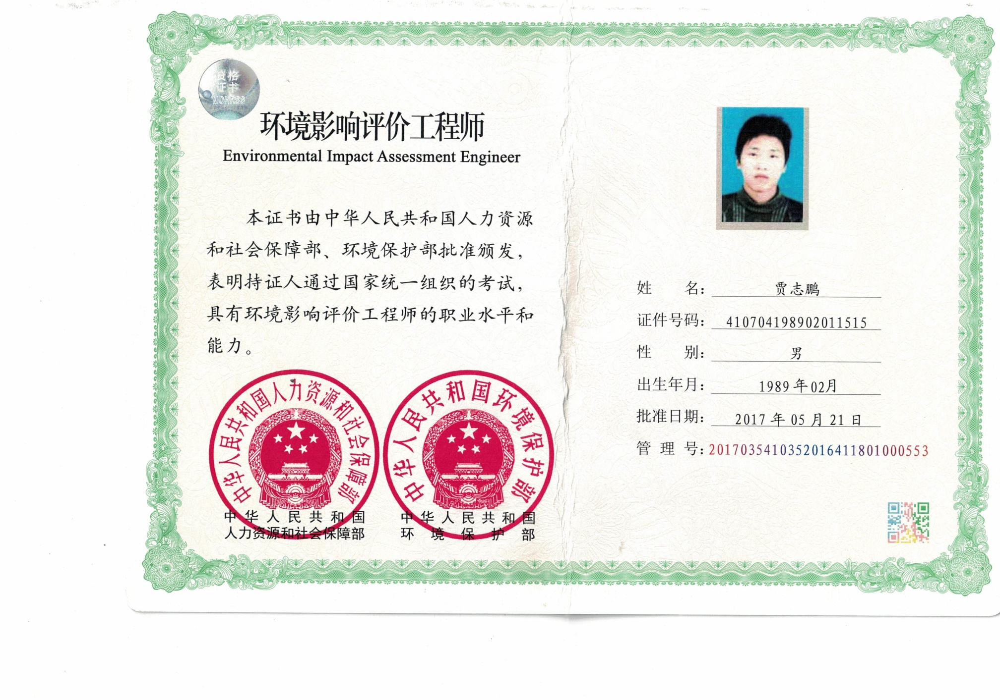 资格
证书
MOHRSS
环境影响评价工程师
Environmental Impact Assessment Engineer
本证书由中华人民共和国人力资源
和社会保障部、环境保护部批准颁发，
表明持证人通过国家统一组织的考试，
具有环境影响评价工程师的职业水平和
能力。
中华人民共和国人力资源和社会保障部
中华人民共和国环境保护部
中华人民共和国
人力资源和社会保障部
中华人民共和国
环境保护部
姓名：贾志鹏
证件号码：410704198902011515
性别：男
出生年月：1989年02月
批准日期：2017年05月21日
管理号：2017035410352016411801000553